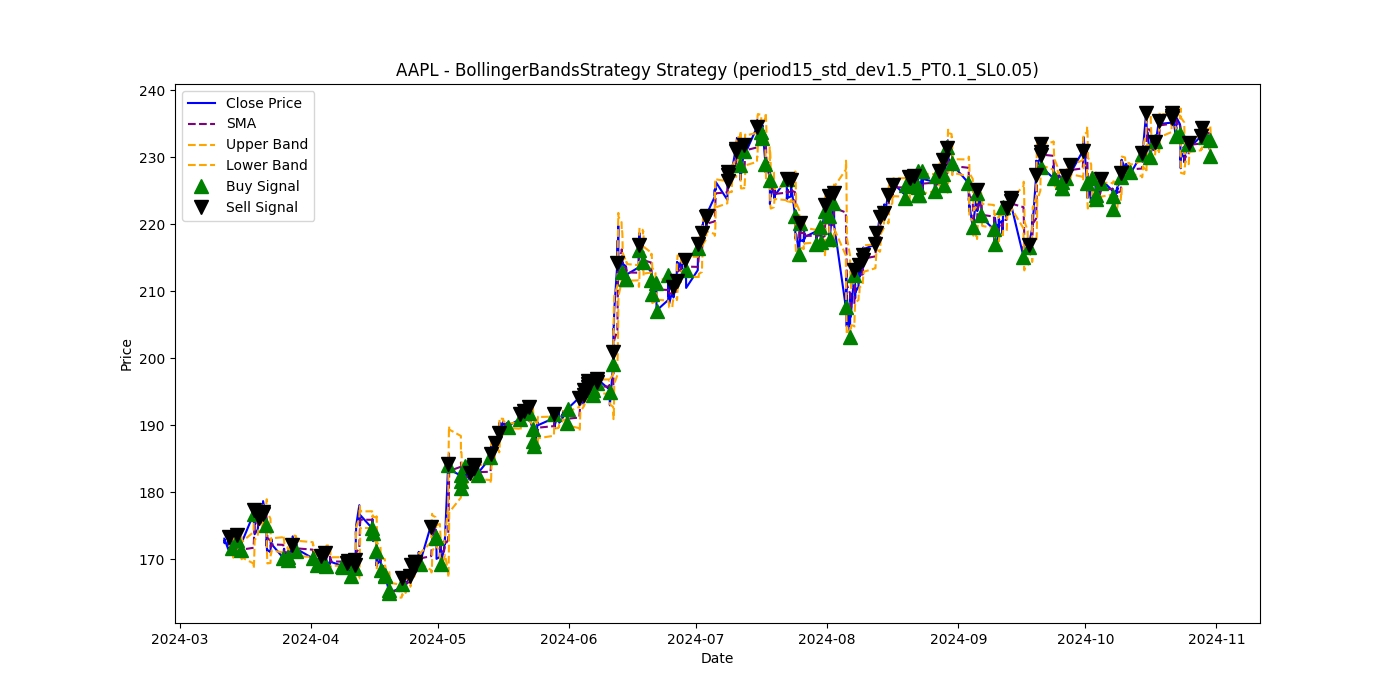 AAPL - BollingerBandsStrategy Strategy (period15_std_dev1.5_PT0.1_SL0.05)
240
230
220
210
200
190
180
170
Price
Close Price
SMA
Upper Band
Lower Band
Buy Signal
Sell Signal
2024-03 2024-04 2024-05 2024-06 2024-07 2024-08 2024-09 2024-10 2024-11
Date